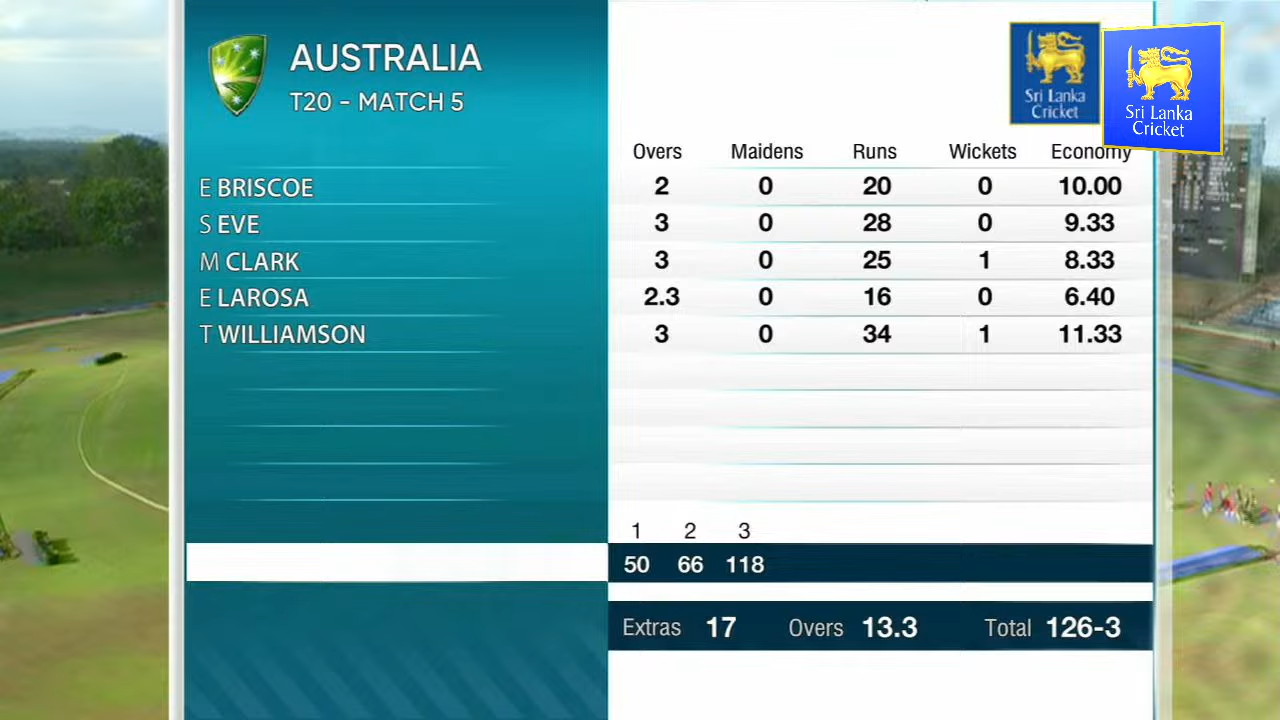 AUSTRALIA
T20 - MATCH 5
Sri Lanka
Cricket
Sri Lanka
Cricket
Overs Maidens Runs Wickets Economy
E BRISCOE 2 0 20 0 10.00
S EVE 3 0 28 0 9.33
M CLARK 3 0 25 1 8.33
E LAROSA 2.3 0 16 0 6.40
T WILLIAMSON 3 0 34 1 11.33
1 2 3
50 66 118
Extras 17 Overs 13.3 Total 126-3